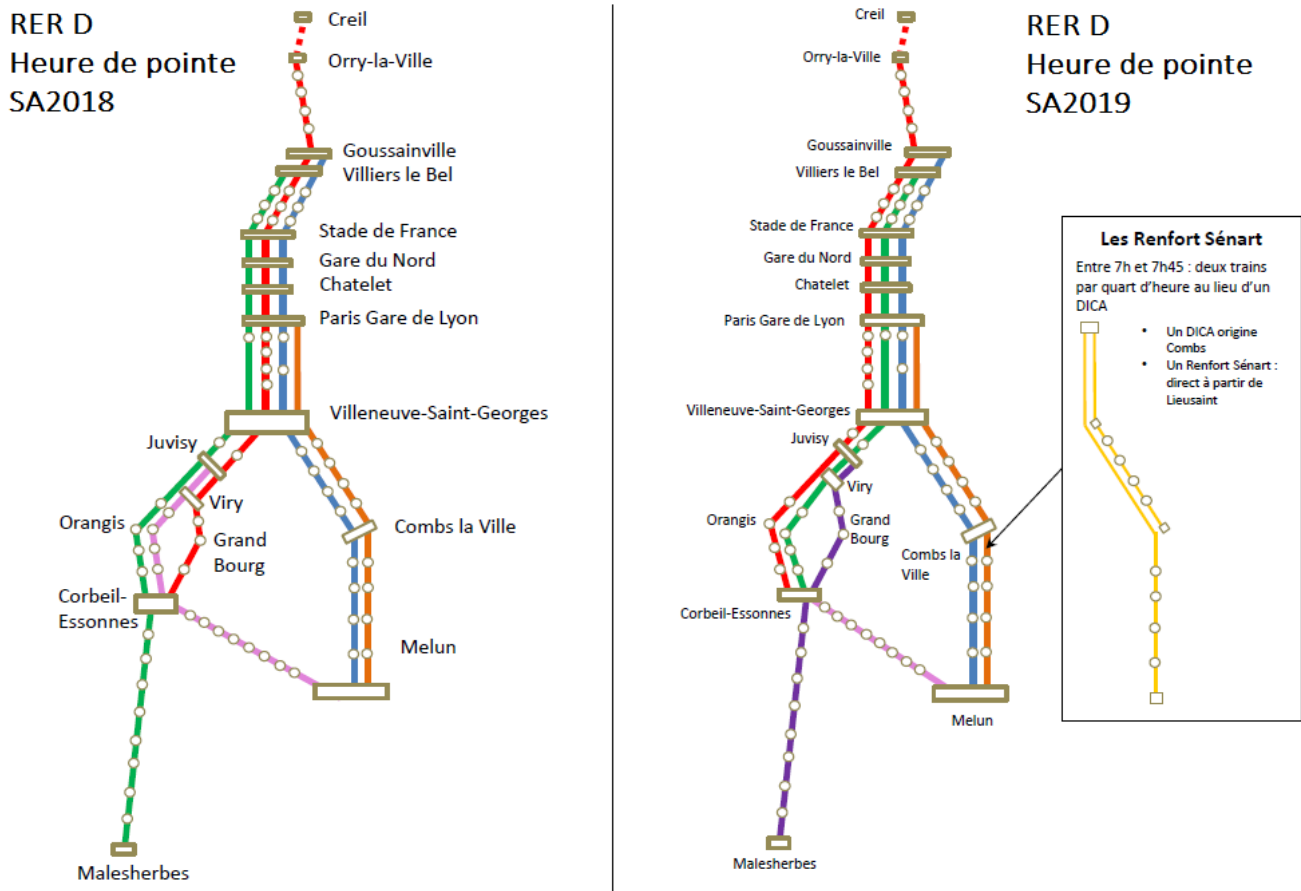 RER D
Heure de pointe
SA2018
Creil
Orry-la-Ville
Goussainville
Villiers le Bel
Stade de France
Gare du Nord
Chatelet
Paris Gare de Lyon
Villeneuve-Saint-Georges
Juvisy
Viry
Orangis
Grand
Bourg
Combs la Ville
Corbeil-
Essonnes
Melun
Malesherbes
RER D
Heure de pointe
SA2019
Creil
Orry-la-Ville
Goussainville
Villiers le Bel
Stade de France
Gare du Nord
Chatelet
Paris Gare de Lyon
Villeneuve-Saint-Georges
Juvisy
Viry
Orangis
Grand
Bourg
Combs la
Ville
Corbeil-Essonnes
Melun
Malesherbes
Les Renfort Sénart
Entre 7h et 7h45 : deux trains
par quart d'heure au lieu d'un
DICA
• Un DICA origine
Combs
• Un Renfort Sénart :
direct à partir de
Lieusaint